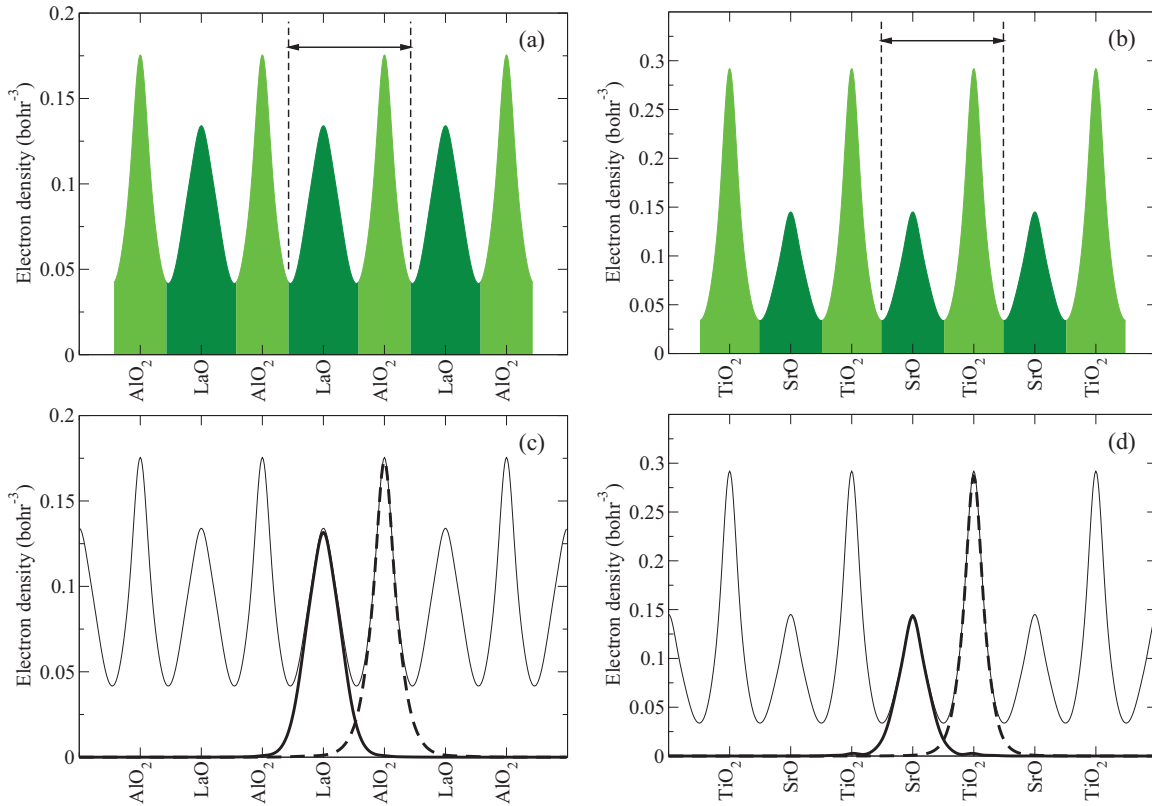 (a)
Electron density (bohr⁻³)
0.2
0.15
0.1
0.05
0
AlO₂
LaO
AlO₂
LaO
AlO₂
LaO
AlO₂
(b)
Electron density (bohr⁻³)
0.3
0.25
0.2
0.15
0.1
0.05
0
TiO₂
SrO
TiO₂
SrO
TiO₂
SrO
TiO₂
(c)
Electron density (bohr⁻³)
0.2
0.15
0.1
0.05
0
AlO₂
LaO
AlO₂
LaO
AlO₂
LaO
AlO₂
(d)
Electron density (bohr⁻³)
0.3
0.25
0.2
0.15
0.1
0.05
0
TiO₂
SrO
TiO₂
SrO
TiO₂
SrO
TiO₂